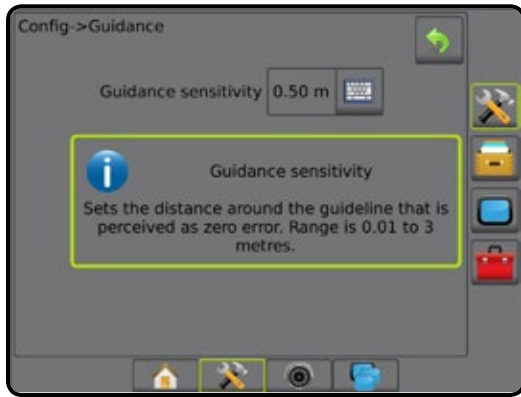 Config->Guidance
Guidance sensitivity 0.50 m
Guidance sensitivity
Sets the distance around the guideline that is
perceived as zero error. Range is 0.01 to 3
metres.